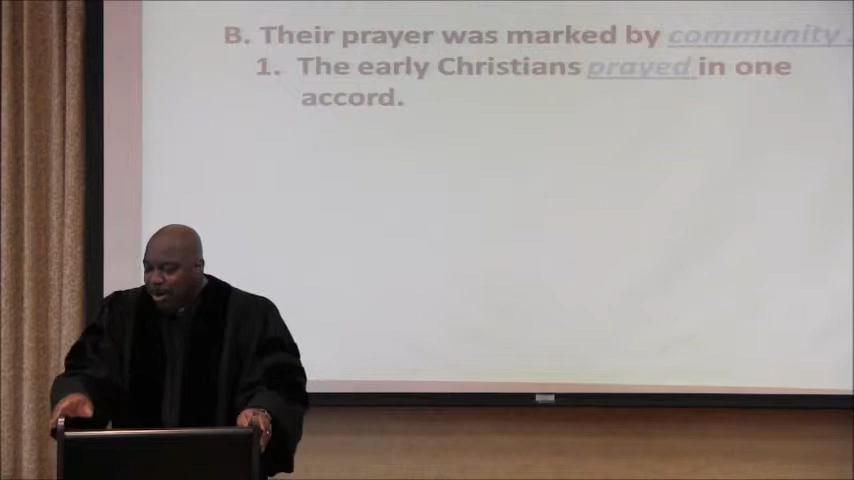 B. Their prayer was marked by community.
1. The early Christians prayed in one
accord.